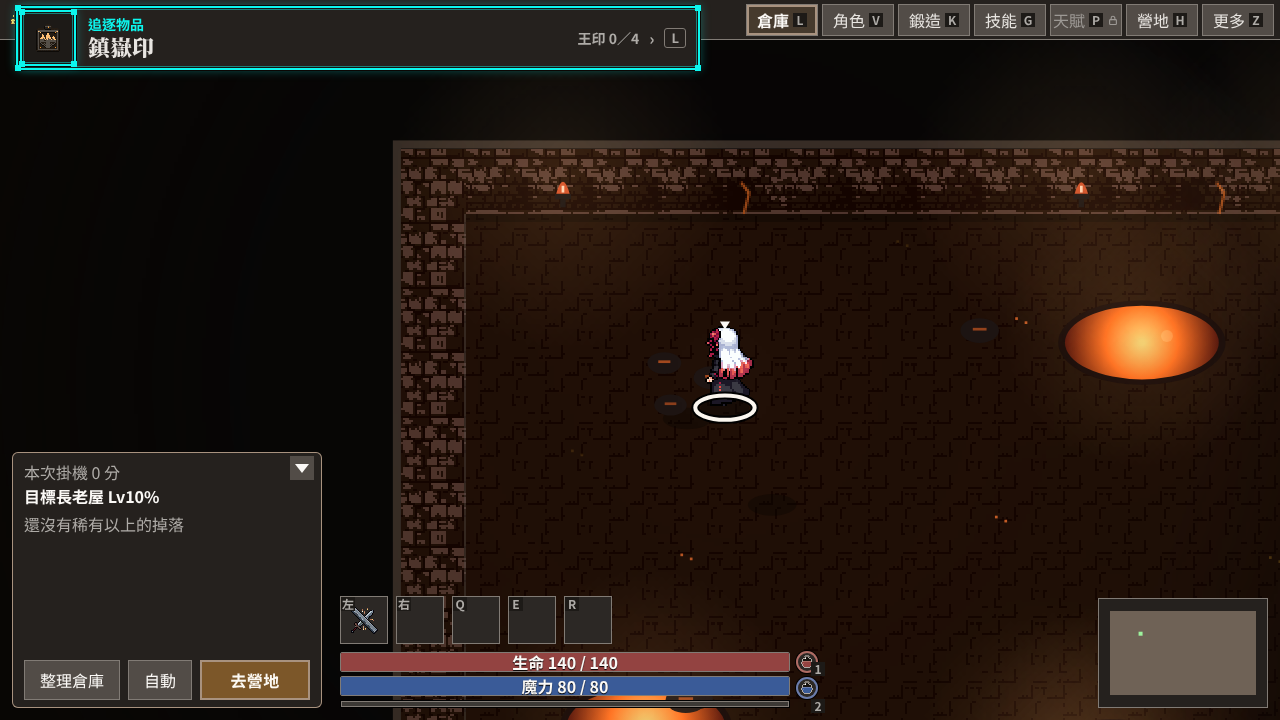 追逐物品
鎮嶽印
王印 0／4 › L
倉庫 L
角色 V
鍛造 K
技能 G
天賦 P
營地 H
更多 Z
本次掛機 0 分
目標長老屋 Lv10%
還沒有稀有以上的掉落
整理倉庫
自動
去營地
左
右
Q
E
R
生命 140 / 140
1
魔力 80 / 80
2